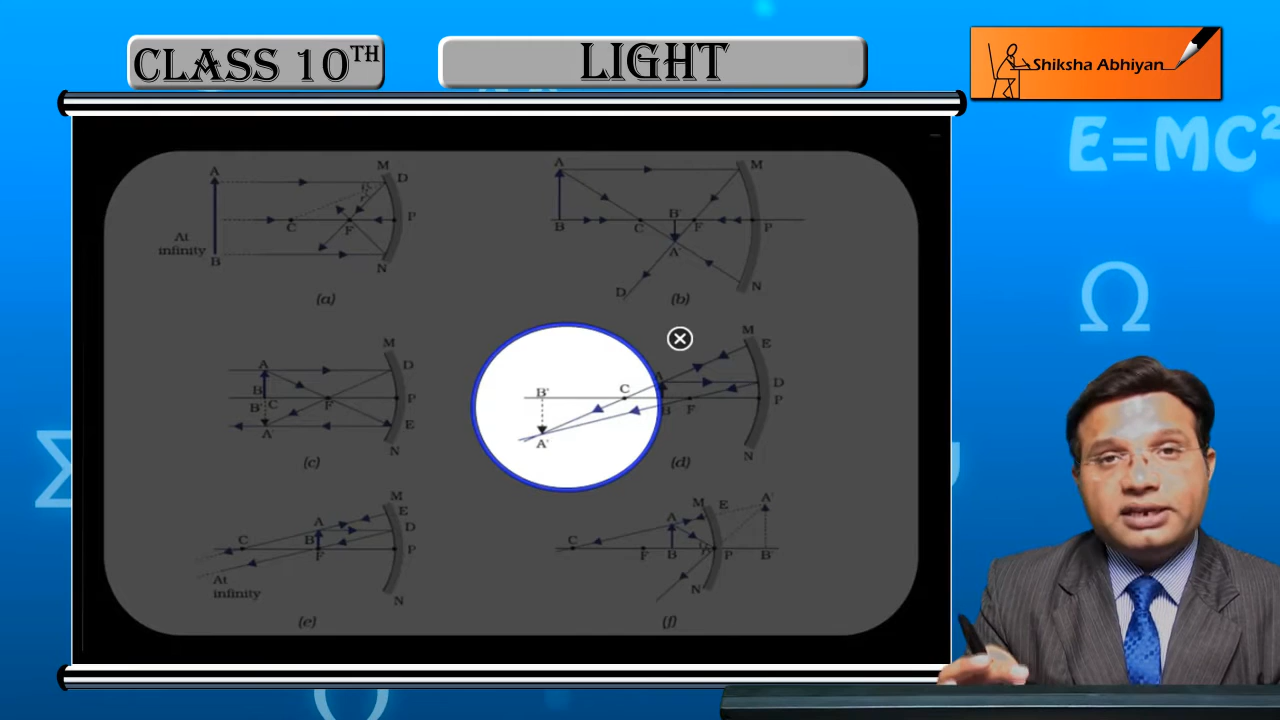 CLASS 10TH
LIGHT
Shiksha Abhiyan
E=MC2
Ω
Σ
A
M
D
C
F
P
At
infinity
B
N
(a)
A
M
B
C
B'
F
P
A'
D
N
(b)
M
A
D
B
B'
C
F
P
A'
E
N
(c)
M
E
A
D
B'
C
B
F
P
A'
N
(d)
M
E
A
D
C
B
F
P
At
infinity
N
(e)
M
E
A'
A
C
F
B
P
B'
N
(f)